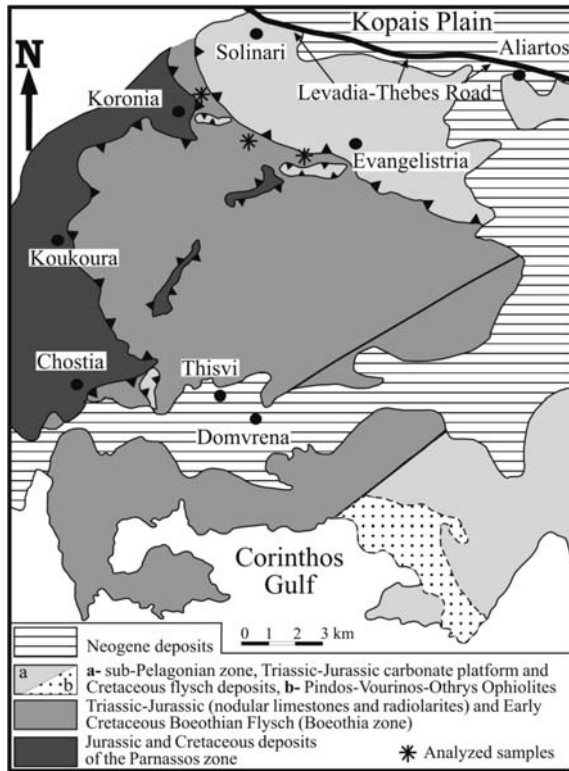 Kopais Plain
Solinari
Aliartos
N
Levadia-Thebes Road
Koronia
Evangelistria
Koukoura
Chostia
Thisvi
Domvrena
Corinthos
Gulf
0 1 2 3 km
Neogene deposits
a
b
a- sub-Pelagonian zone, Triassic-Jurassic carbonate platform and
Cretaceous flysch deposits, b- Pindos-Vourinos-Othrys Ophiolites
Triassic-Jurassic (nodular limestones and radiolarites) and Early
Cretaceous Boeothian Flysch (Boeothia zone)
Jurassic and Cretaceous deposits
of the Parnassos zone
Analyzed samples